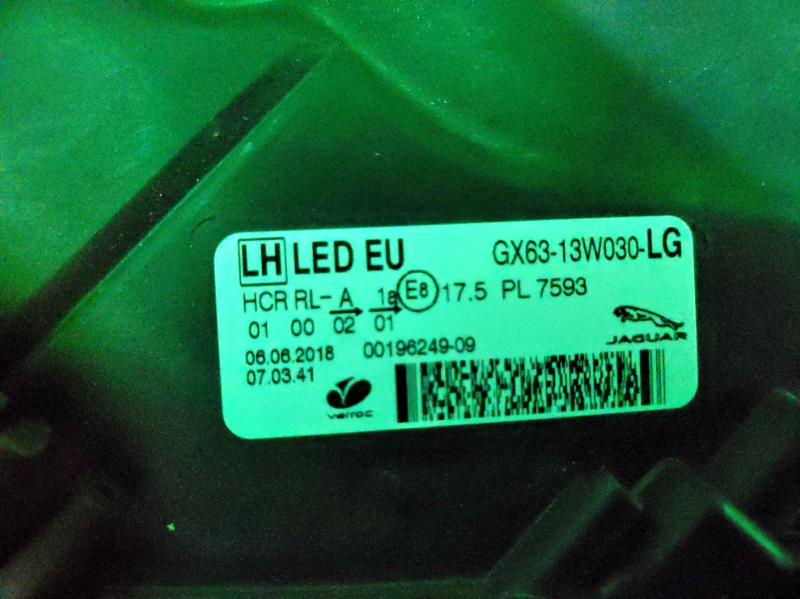 LH LED EU GX63-13W030-LG
HCR RL- A 1a E8 17.5 PL 7593
01 00 02 01
JAGUAR
06.06.2018 00196249-09
07.03.41
varroc